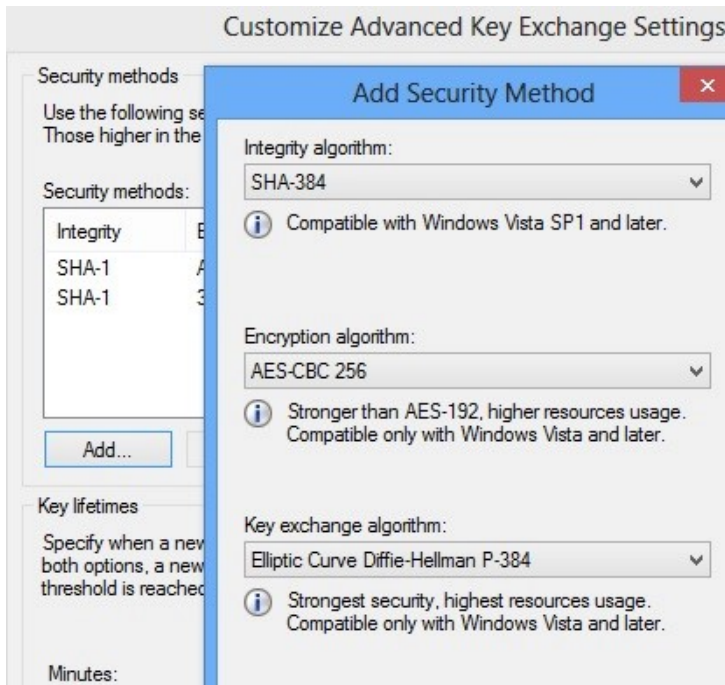 Customize Advanced Key Exchange Settings
Security methods
Use the following se
Those higher in the
Security methods:
Integrity E
SHA-1 A
SHA-1 3
Add...
Key lifetimes
Specify when a new
both options, a new
threshold is reached
Minutes:
Add Security Method
Integrity algorithm:
SHA-384
Compatible with Windows Vista SP1 and later.
Encryption algorithm:
AES-CBC 256
Stronger than AES-192, higher resources usage.
Compatible only with Windows Vista and later.
Key exchange algorithm:
Elliptic Curve Diffie-Hellman P-384
Strongest security, highest resources usage.
Compatible only with Windows Vista and later.